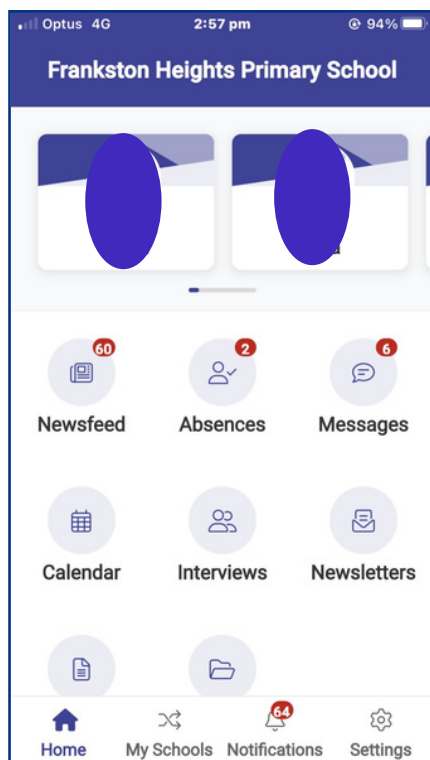 Optus 4G 2:57 pm 94%
Frankston Heights Primary School
60 2 6
Newsfeed Absences Messages
Calendar Interviews Newsletters
64
Home My Schools Notifications Settings